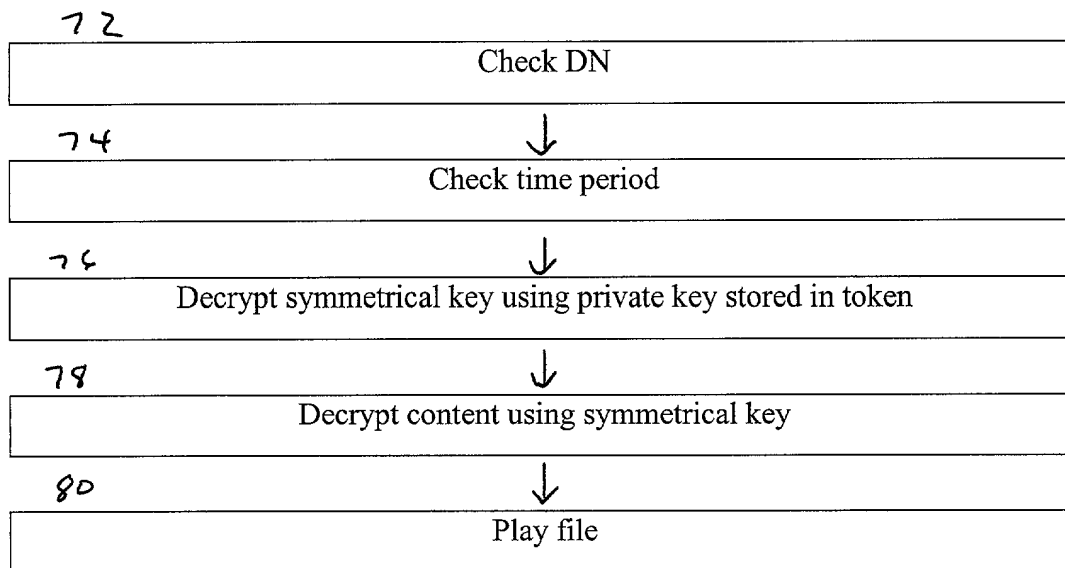 72
Check DN
74
Check time period
76
Decrypt symmetrical key using private key stored in token
78
Decrypt content using symmetrical key
80
Play file